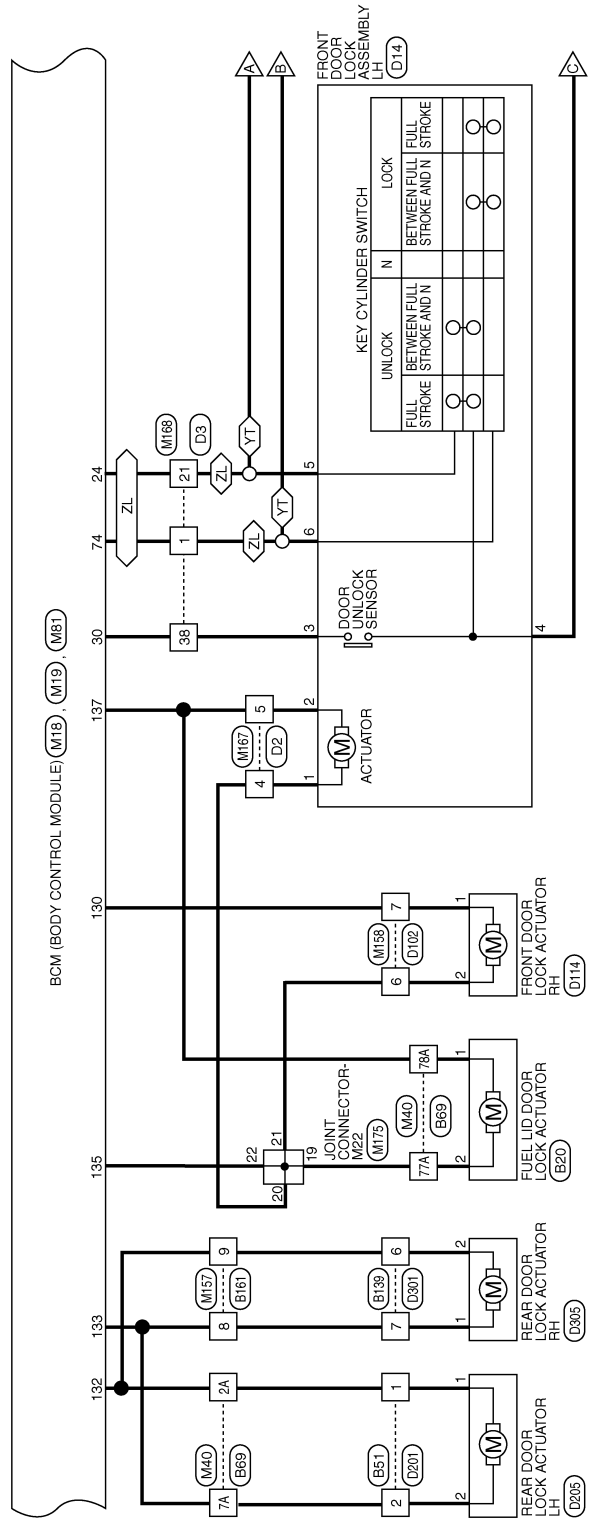 BCM (BODY CONTROL MODULE) M18 , M19 , M81
132
133
135
130
137
30
74
24
ZL
M168
D3
38
1
21
ZL
ZL
YT
YT
A
B
C
M167
D2
4
5
1
2
3
6
5
4
FRONT
DOOR
LOCK
ASSEMBLY
LH
D14
ACTUATOR
M
DOOR
UNLOCK
SENSOR
KEY CYLINDER SWITCH
UNLOCK
N
LOCK
FULL
STROKE
BETWEEN FULL
STROKE AND N
BETWEEN FULL
STROKE AND N
FULL
STROKE
22
21
20
19
JOINT
CONNECTOR-
M22
M175
M40
B69
7A
2A
M157
B161
8
9
B51
D201
2
1
B139
D301
7
6
M40
B69
77A
78A
M158
D102
6
7
2
1
M
REAR DOOR
LOCK ACTUATOR
LH
D205
1
2
M
REAR DOOR
LOCK ACTUATOR
RH
D305
2
1
M
FUEL LID DOOR
LOCK ACTUATOR
B20
2
1
M
FRONT DOOR
LOCK ACTUATOR
RH
D114